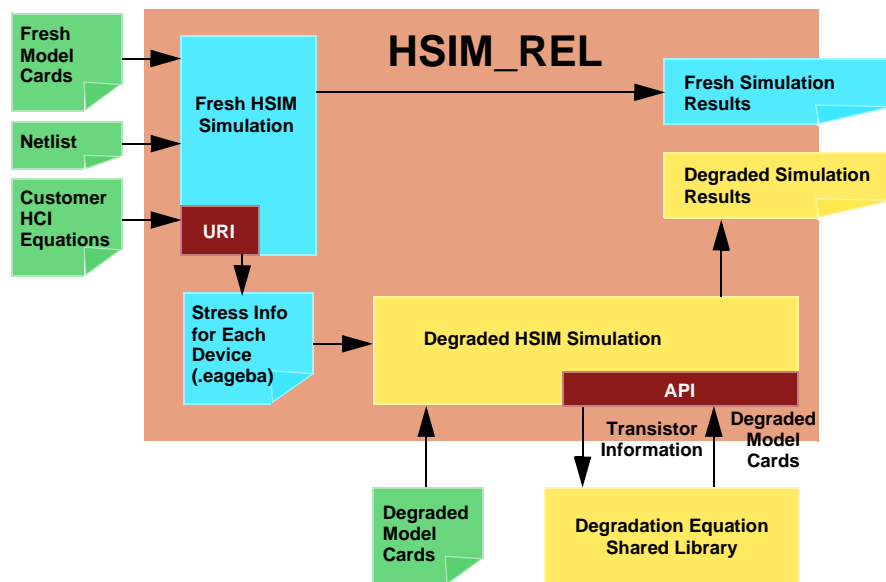 HSIM_REL
Fresh
Model
Cards
Fresh HSIM
Simulation
Fresh Simulation
Results
Netlist
Degraded Simulation
Results
Customer
HCI
Equations
URI
Stress Info
for Each
Device
(.eageba)
Degraded HSIM Simulation
API
Transistor
Information
Degraded
Model
Cards
Degraded
Model
Cards
Degradation Equation
Shared Library